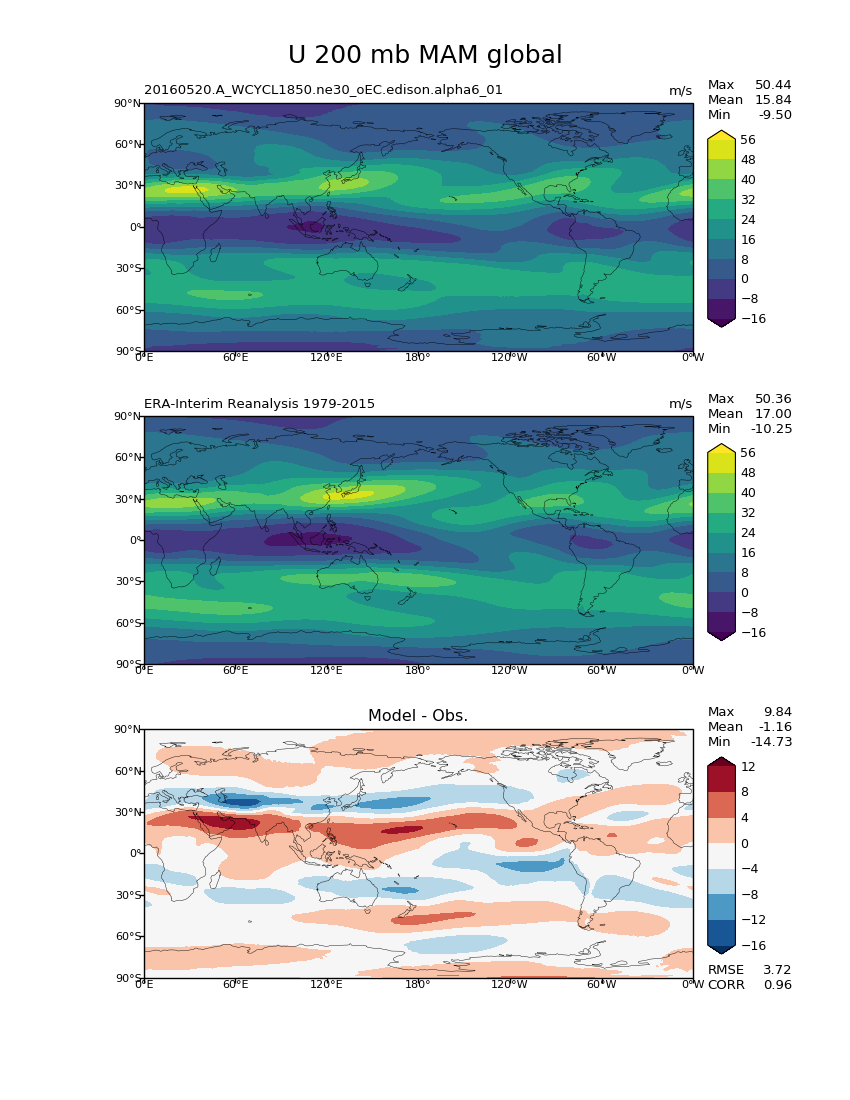 U 200 mb MAM global
20160520.A_WCYCL1850.ne30_oEC.edison.alpha6_01 m/s
Max 50.44
Mean 15.84
Min -9.50
90°N
60°N
30°N
0°
30°S
60°S
90°S
0°E 60°E 120°E 180° 120°W 60°W 0°W
56
48
40
32
24
16
8
0
−8
−16
ERA-Interim Reanalysis 1979-2015 m/s
Max 50.36
Mean 17.00
Min -10.25
90°N
60°N
30°N
0°
30°S
60°S
90°S
0°E 60°E 120°E 180° 120°W 60°W 0°W
56
48
40
32
24
16
8
0
−8
−16
Model - Obs.
Max 9.84
Mean -1.16
Min -14.73
90°N
60°N
30°N
0°
30°S
60°S
90°S
0°E 60°E 120°E 180° 120°W 60°W 0°W
12
8
4
0
−4
−8
−12
−16
RMSE 3.72
CORR 0.96